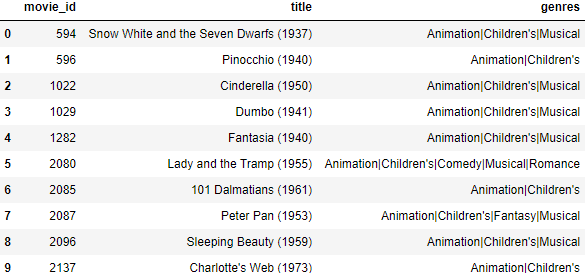 movie_id title genres
0 594 Snow White and the Seven Dwarfs (1937) Animation|Children's|Musical
1 596 Pinocchio (1940) Animation|Children's
2 1022 Cinderella (1950) Animation|Children's|Musical
3 1029 Dumbo (1941) Animation|Children's|Musical
4 1282 Fantasia (1940) Animation|Children's|Musical
5 2080 Lady and the Tramp (1955) Animation|Children's|Comedy|Musical|Romance
6 2085 101 Dalmatians (1961) Animation|Children's
7 2087 Peter Pan (1953) Animation|Children's|Fantasy|Musical
8 2096 Sleeping Beauty (1959) Animation|Children's|Musical
9 2137 Charlotte's Web (1973) Animation|Children's